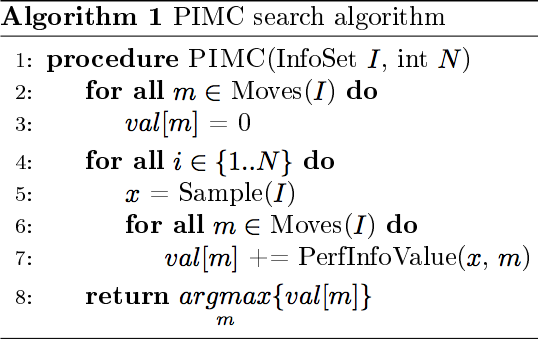 Algorithm 1 PIMC search algorithm
1: procedure PIMC(InfoSet I, int N)
2: for all m ∈ Moves(I) do
3: val[m] = 0
4: for all i ∈ {1..N} do
5: x = Sample(I)
6: for all m ∈ Moves(I) do
7: val[m] += PerfInfoValue(x, m)
8: return argmax{val[m]}
m